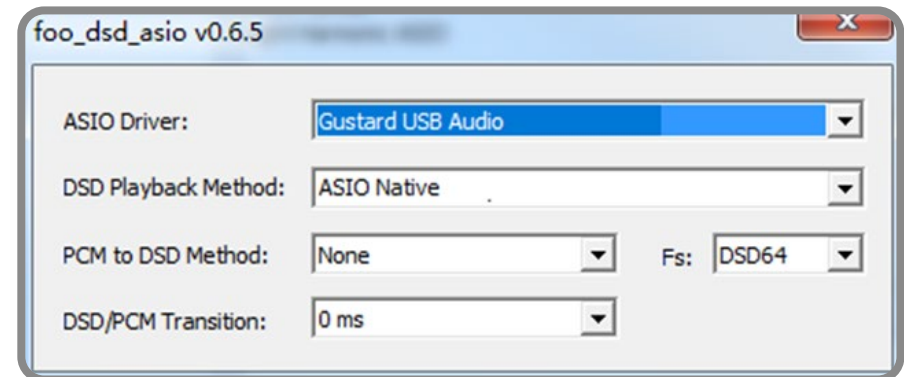 foo_dsd_asio v0.6.5
ASIO Driver: Gustard USB Audio
DSD Playback Method: ASIO Native
PCM to DSD Method: None Fs: DSD64
DSD/PCM Transition: 0 ms